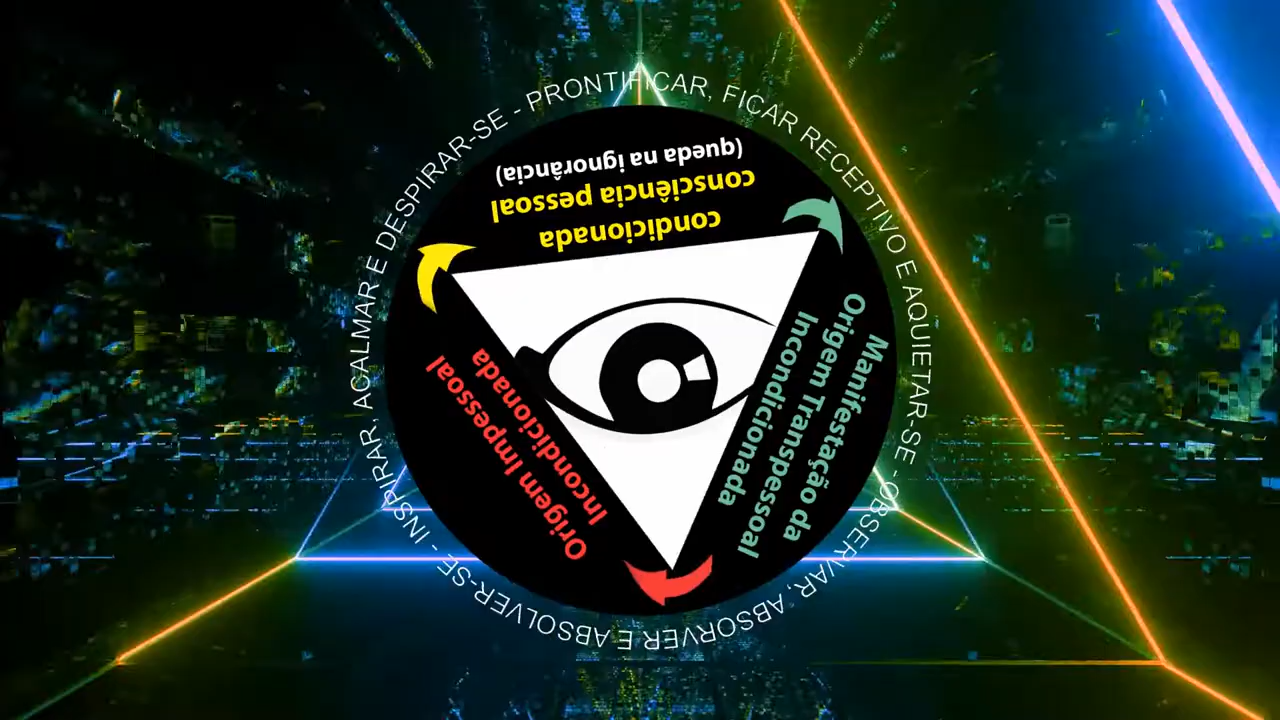 INSPIRAR, ACALMAR E DESPIRAR-SE - PRONTIFICAR, FICAR RECEPTIVO E AQUIETAR-SE - OBSERVAR, ABSORVER E ABSOLVER-SE -
condicionada
consciência pessoal
(queda na ignorância)
Manifestação da
Origem Transpessoal
Incondicionada
Origem Impessoal
Incondicionada